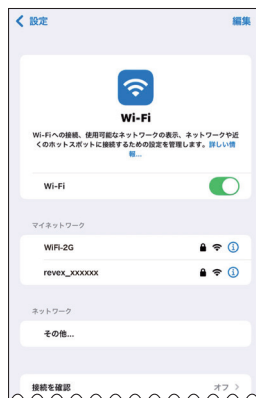 設定
編集
Wi-Fi
Wi-Fiへの接続、使用可能なネットワークの表示、ネットワークや近
くのホットスポットに接続するための設定を管理します。詳しい情
報...
Wi-Fi
マイネットワーク
WiFi-2G
revex_xxxxxx
ネットワーク
その他...
接続を確認
オフ